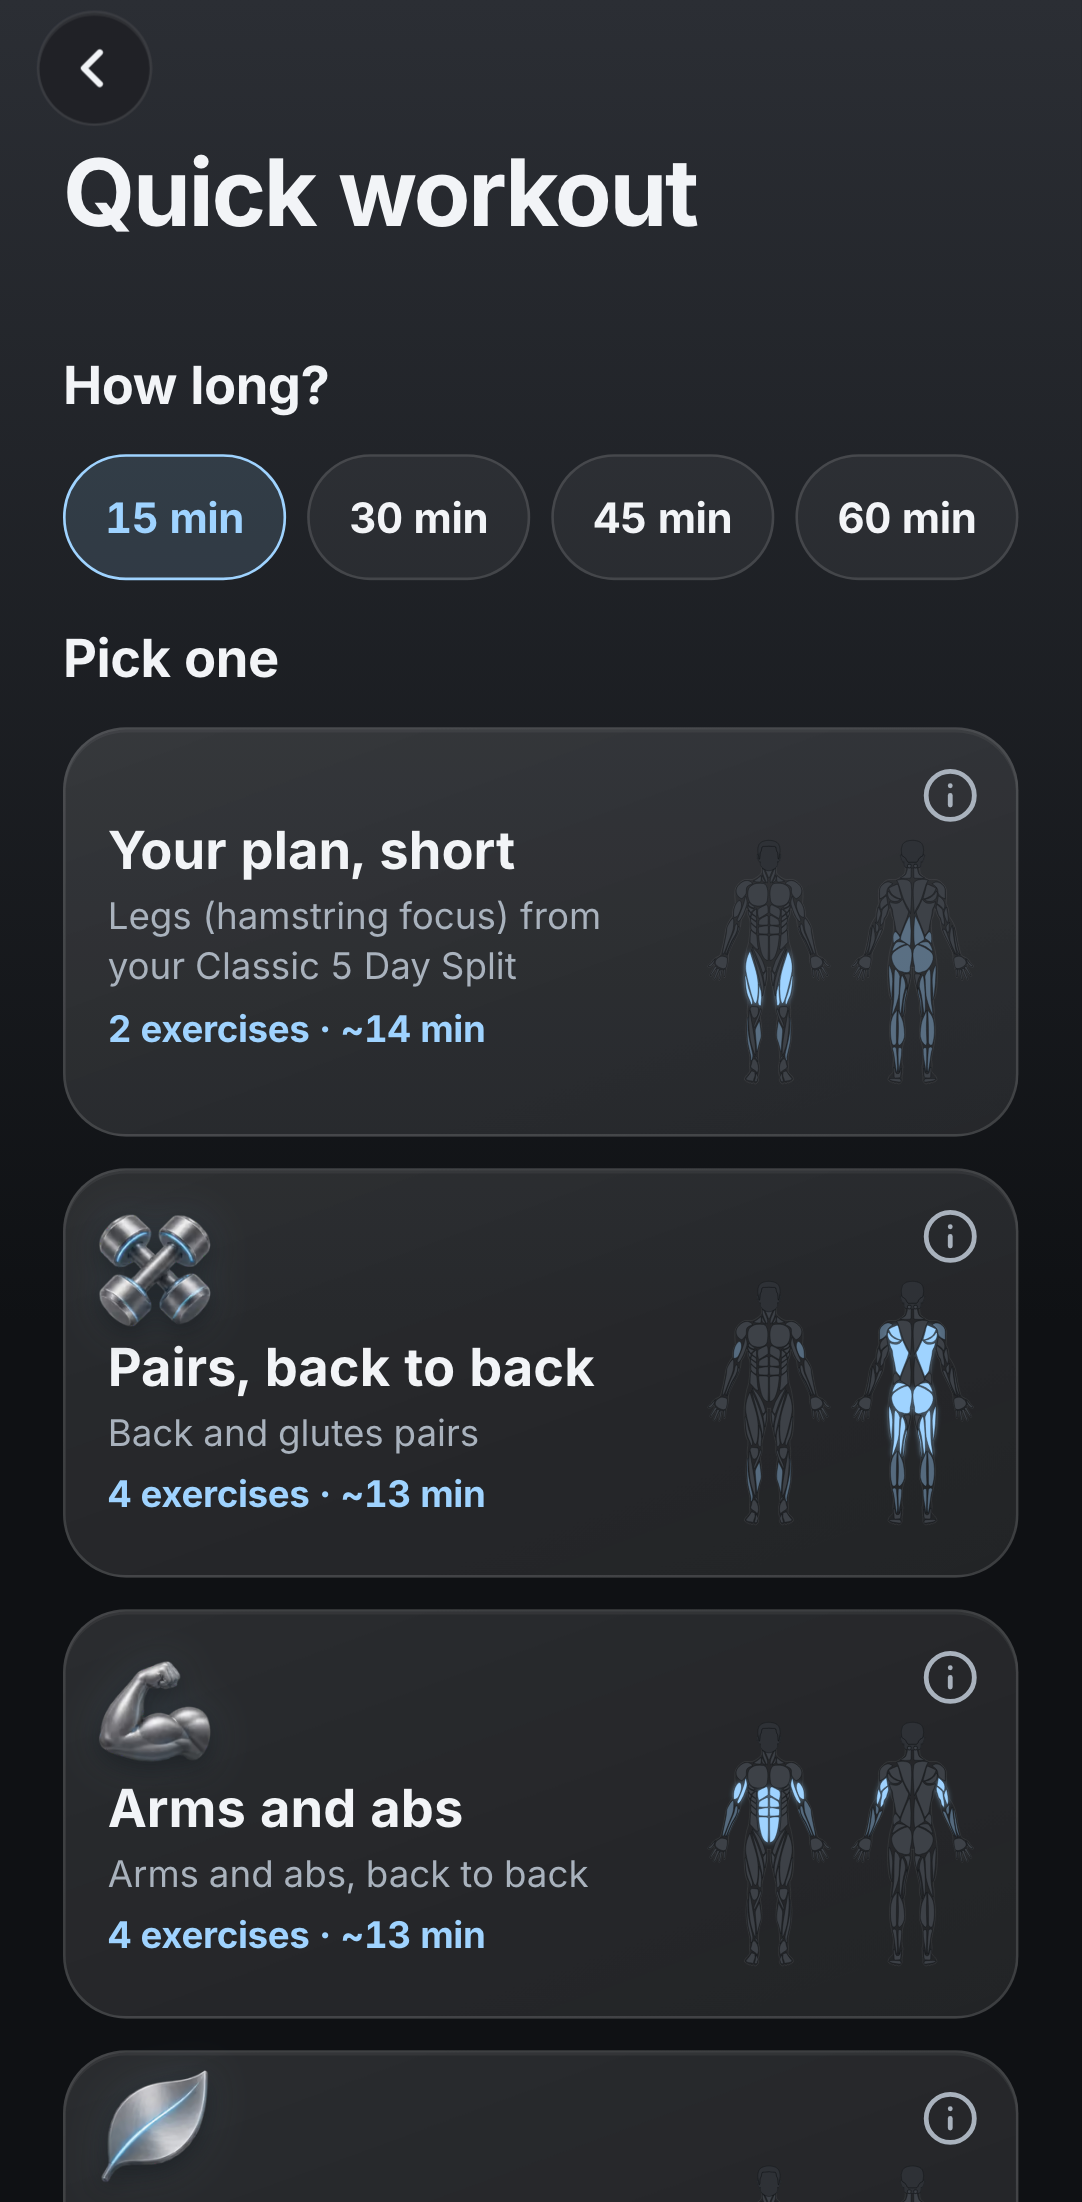 Quick workout
How long?
15 min
30 min
45 min
60 min
Pick one
Your plan, short
Legs (hamstring focus) from
your Classic 5 Day Split
2 exercises · ~14 min
Pairs, back to back
Back and glutes pairs
4 exercises · ~13 min
Arms and abs
Arms and abs, back to back
4 exercises · ~13 min